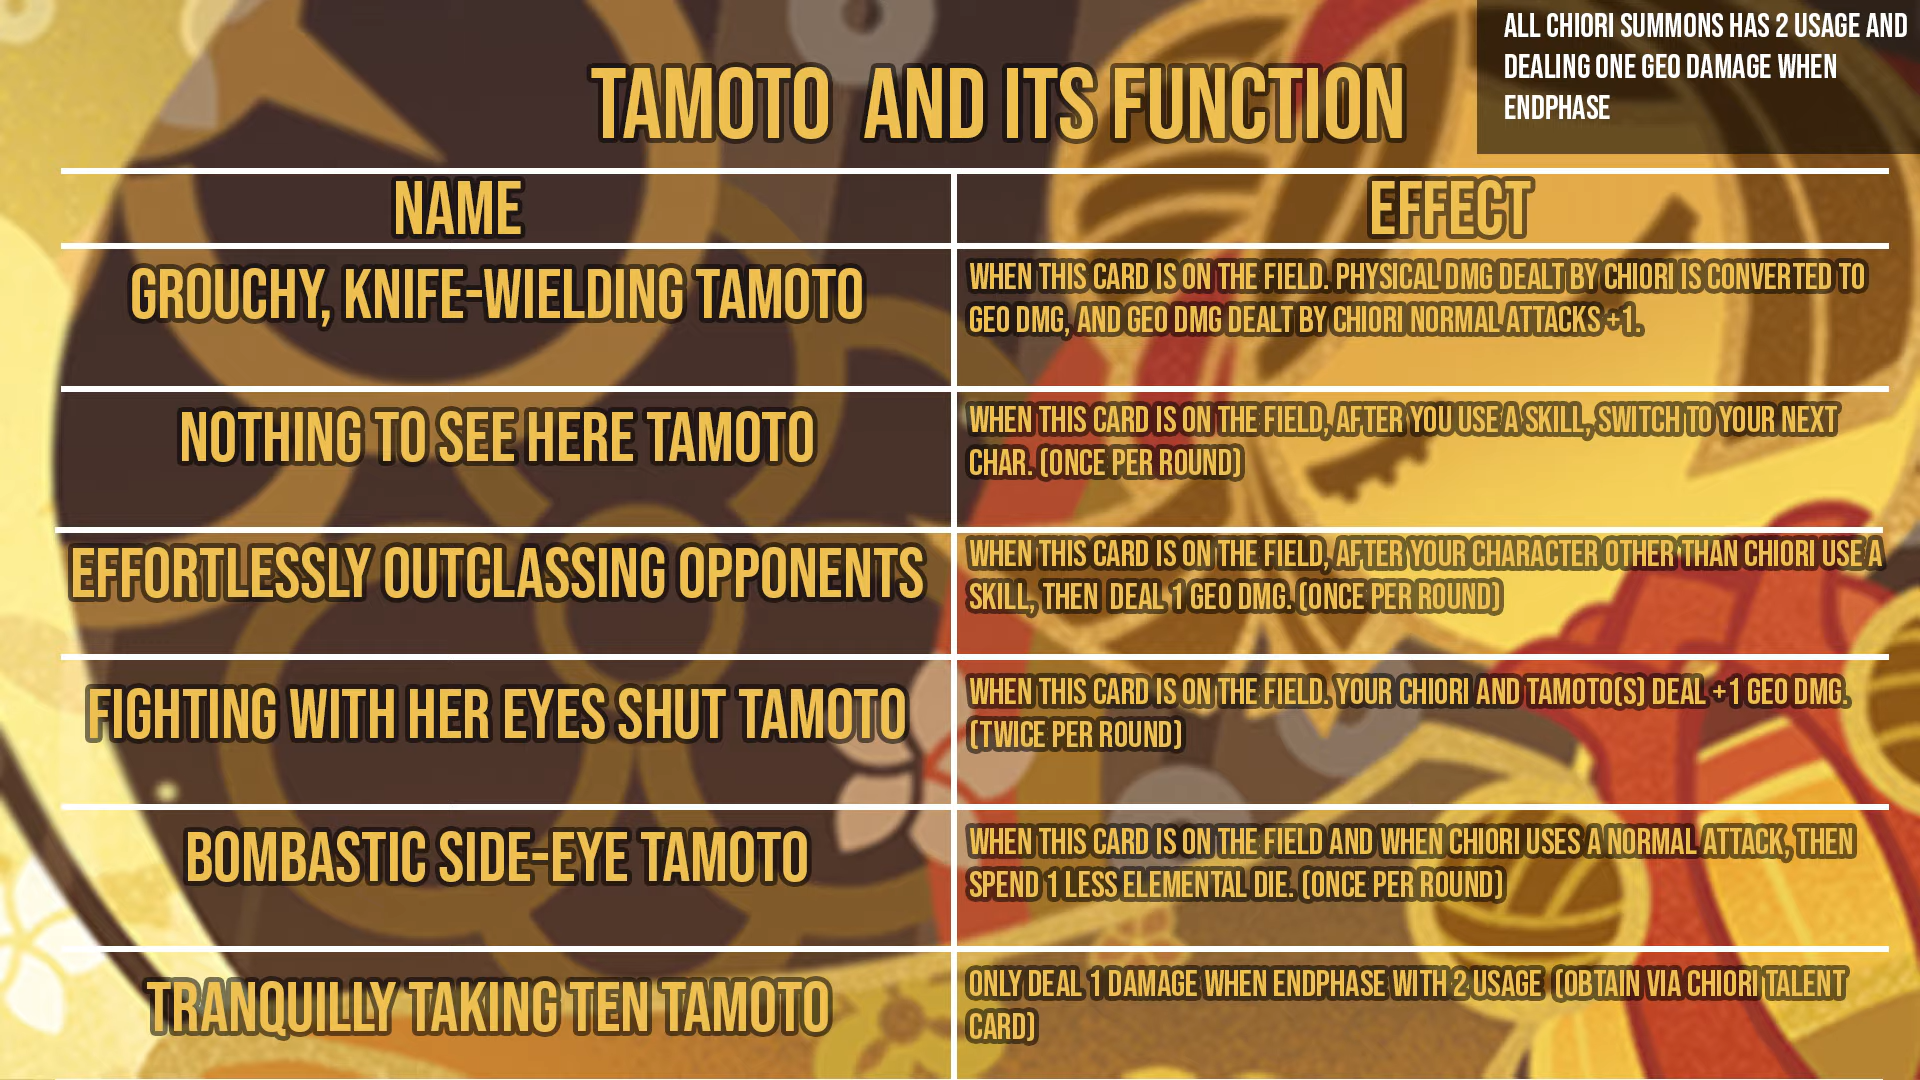 ALL CHIORI SUMMONS HAS 2 USAGE AND
DEALING ONE GEO DAMAGE WHEN
ENDPHASE
TAMOTO AND ITS FUNCTION
NAME
EFFECT
GROUCHY, KNIFE-WIELDING TAMOTO
WHEN THIS CARD IS ON THE FIELD. PHYSICAL DMG DEALT BY CHIORI IS CONVERTED TO
GEO DMG, AND GEO DMG DEALT BY CHIORI NORMAL ATTACKS +1.
NOTHING TO SEE HERE TAMOTO
WHEN THIS CARD IS ON THE FIELD, AFTER YOU USE A SKILL, SWITCH TO YOUR NEXT
CHAR. (ONCE PER ROUND)
EFFORTLESSLY OUTCLASSING OPPONENTS
WHEN THIS CARD IS ON THE FIELD, AFTER YOUR CHARACTER OTHER THAN CHIORI USE A
SKILL, THEN DEAL 1 GEO DMG. (ONCE PER ROUND)
FIGHTING WITH HER EYES SHUT TAMOTO
WHEN THIS CARD IS ON THE FIELD. YOUR CHIORI AND TAMOTO(S) DEAL +1 GEO DMG.
(TWICE PER ROUND)
BOMBASTIC SIDE-EYE TAMOTO
WHEN THIS CARD IS ON THE FIELD AND WHEN CHIORI USES A NORMAL ATTACK, THEN
SPEND 1 LESS ELEMENTAL DIE. (ONCE PER ROUND)
TRANQUILLY TAKING TEN TAMOTO
ONLY DEAL 1 DAMAGE WHEN ENDPHASE WITH 2 USAGE (OBTAIN VIA CHIORI TALENT
CARD)